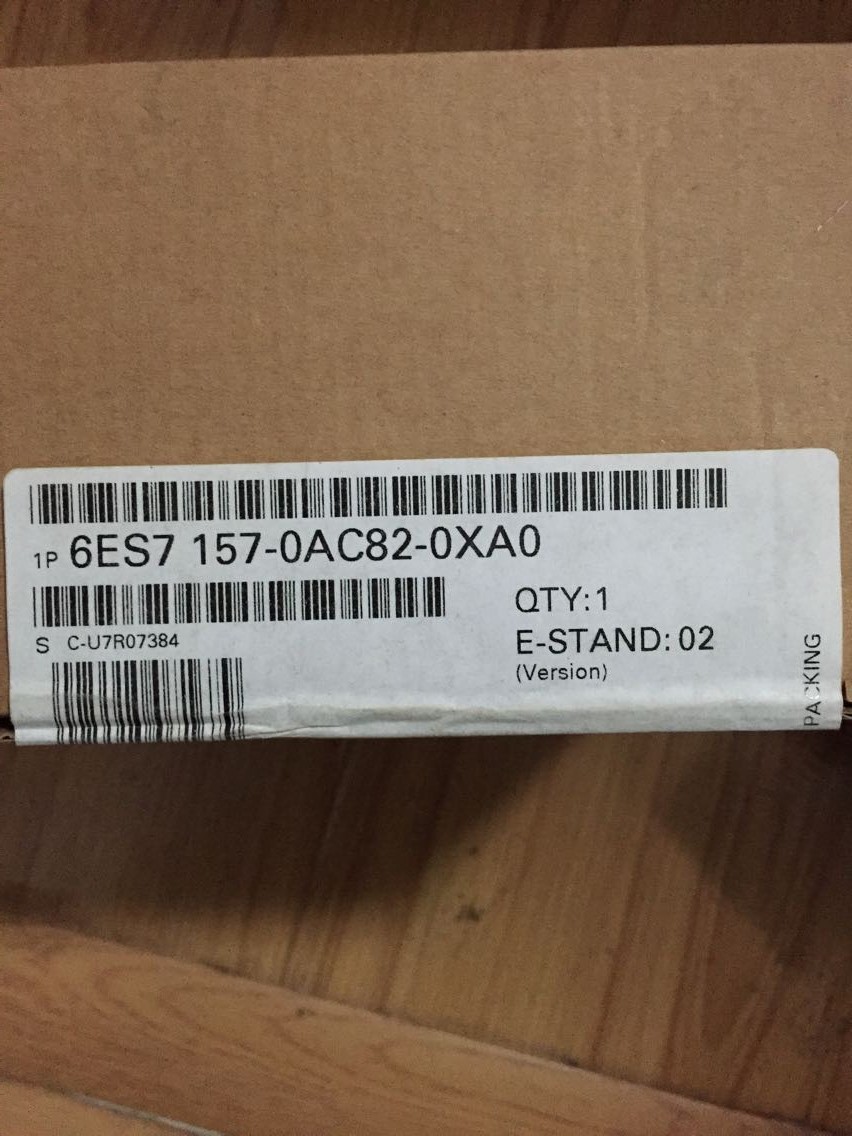 1P 6ES7 157-0AC82-0XA0
S C-U7R07384
QTY:1
E-STAND: 02
(Version)
PACKING